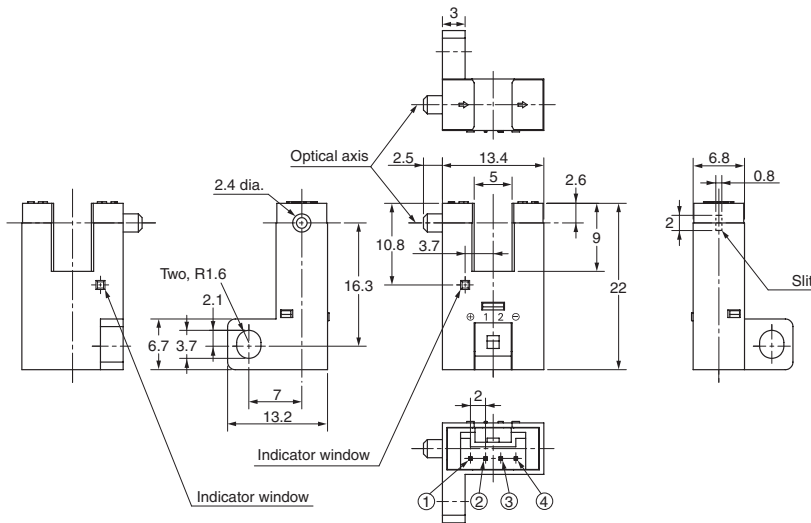 3
Optical axis
2.5
13.4
5
2.6
6.8
0.8
2.4 dia.
10.8
3.7
9
2
16.3
22
Slit
Two, R1.6
2.1
6.7
3.7
⊕ 1 2 ⊖
7
13.2
2
Indicator window
Indicator window
① ② ③ ④